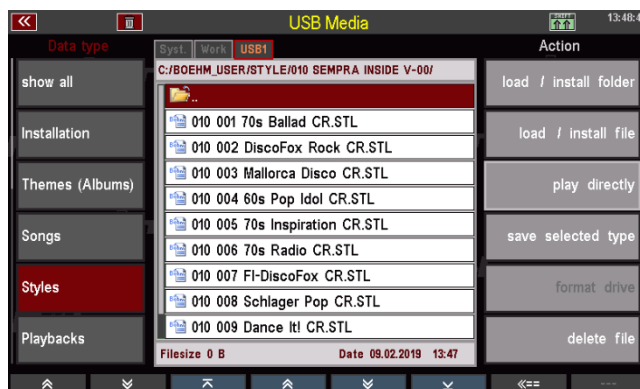 USB Media
SHIFT
13:48:4
Data type
Syst. Work USB1
Action
show all
Installation
Themes (Albums)
Songs
Styles
Playbacks
C:/BOEHM_USER/STYLE/010 SEMPRA INSIDE V-00/
..
010 001 70s Ballad CR.STL
010 002 DiscoFox Rock CR.STL
010 003 Mallorca Disco CR.STL
010 004 60s Pop Idol CR.STL
010 005 70s Inspiration CR.STL
010 006 70s Radio CR.STL
010 007 FI-DiscoFox CR.STL
010 008 Schlager Pop CR.STL
010 009 Dance It! CR.STL
Filesize 0 B Date 09.02.2019 13:47
load / install folder
load / install file
play directly
save selected type
format drive
delete file
«== ---